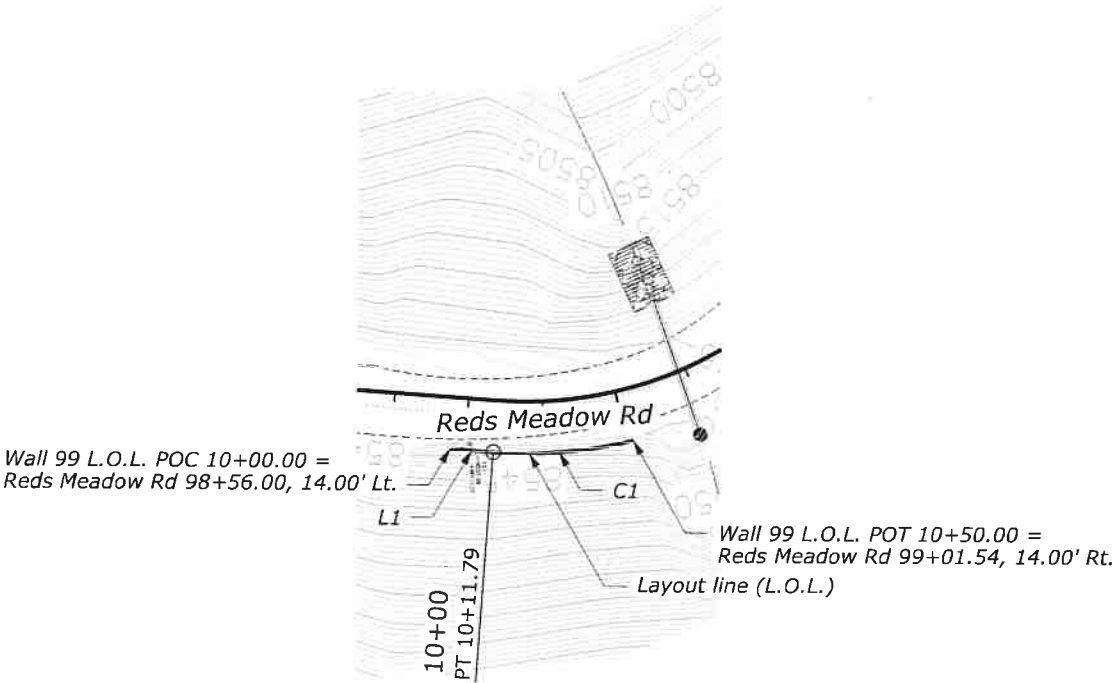 8500
8505
8510
8515
Reds Meadow Rd
Wall 99 L.O.L. POC 10+00.00 =
Reds Meadow Rd 98+56.00, 14.00' Lt.
L1
C1
Wall 99 L.O.L. POT 10+50.00 =
Reds Meadow Rd 99+01.54, 14.00' Rt.
Layout line (L.O.L.)
10+00
PT 10+11.79